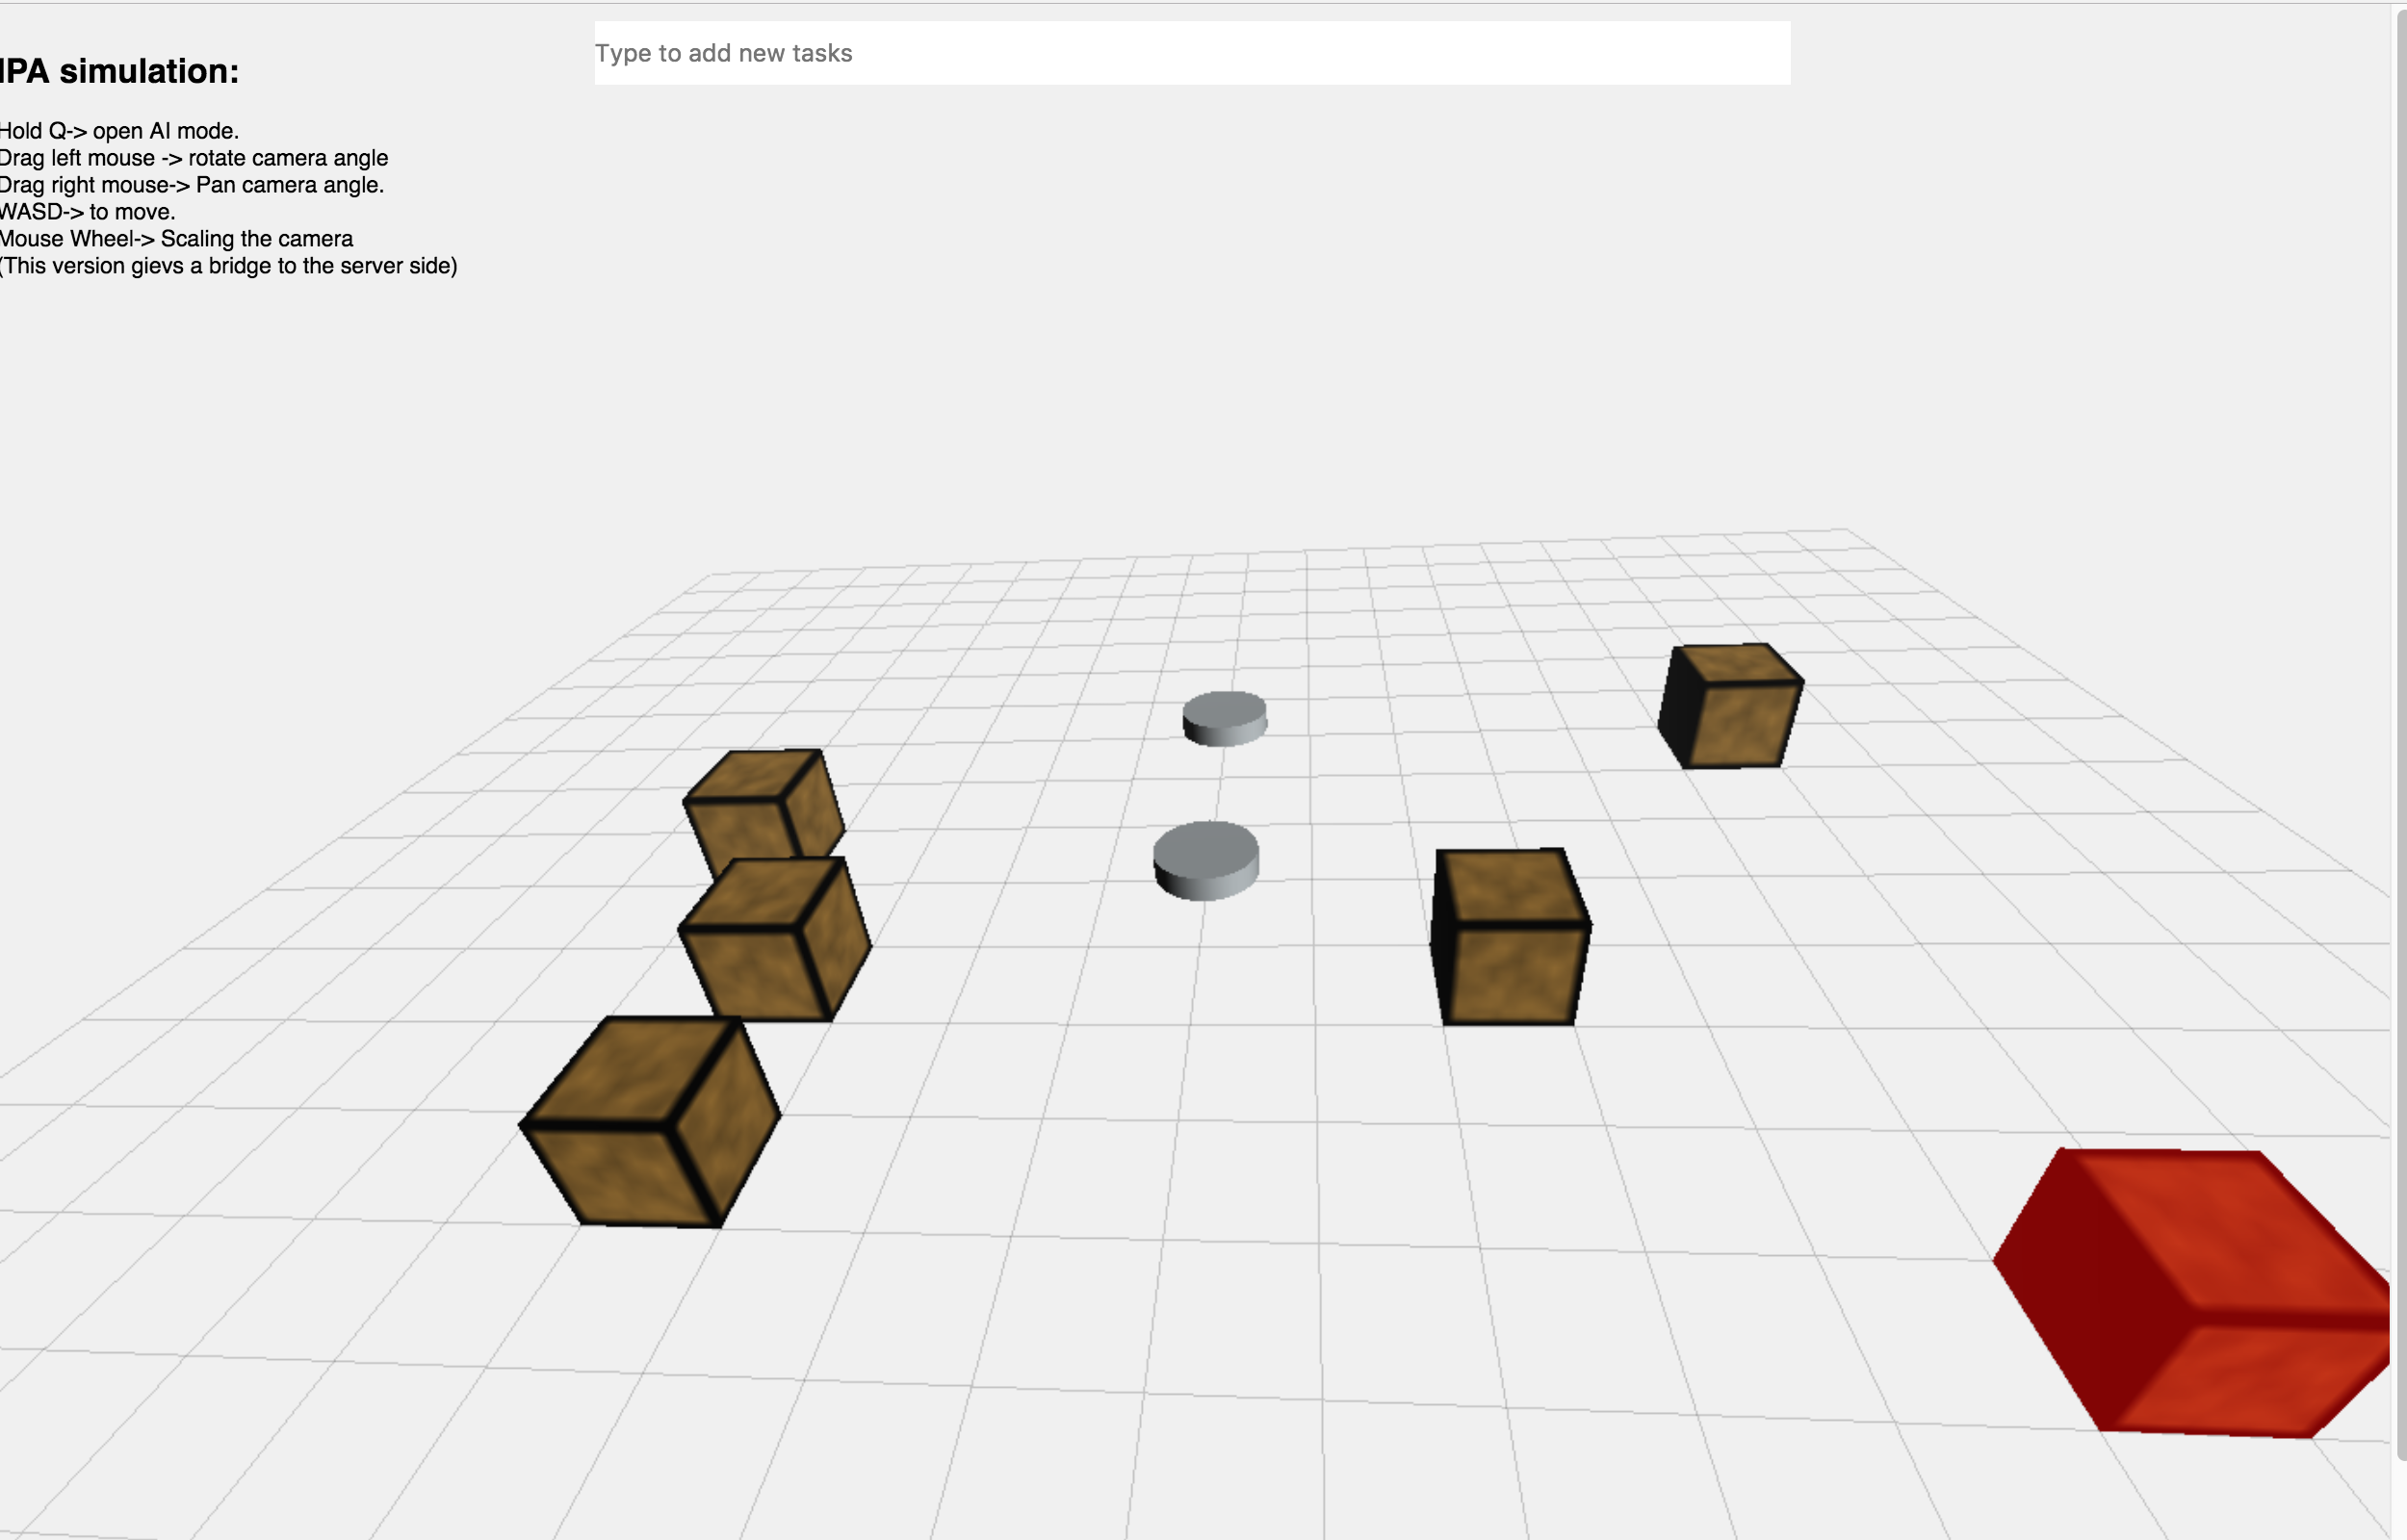 IPA simulation:
Type to add new tasks
Hold Q-> open AI mode.
Drag left mouse -> rotate camera angle
Drag right mouse-> Pan camera angle.
WASD-> to move.
Mouse Wheel-> Scaling the camera
(This version gievs a bridge to the server side)